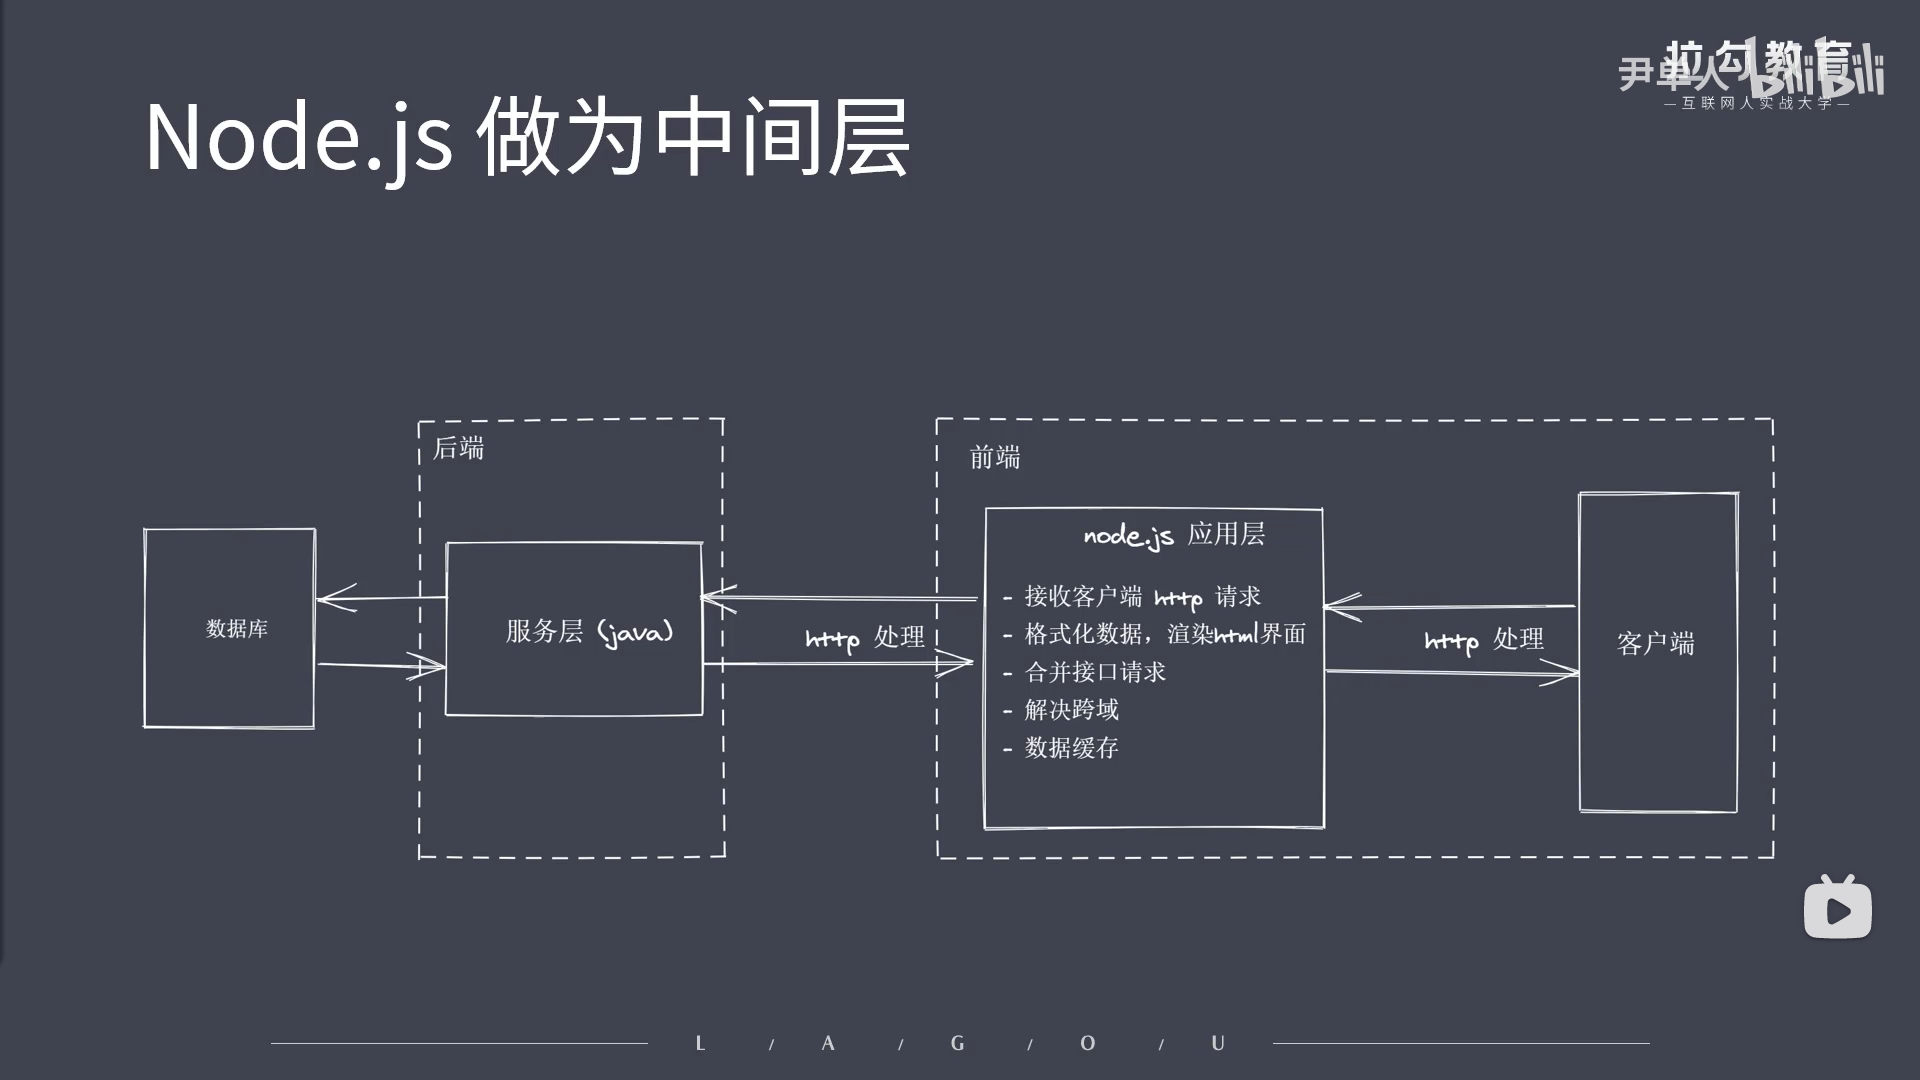 拉勾教育
尹单人 bilibili
—互联网人实战大学—
Node.js 做为中间层
后端
前端
数据库
服务层 (java)
http 处理
node.js 应用层
- 接收客户端 http 请求
- 格式化数据，渲染html界面
- 合并接口请求
- 解决跨域
- 数据缓存
http 处理
客户端
L / A / G / O / U